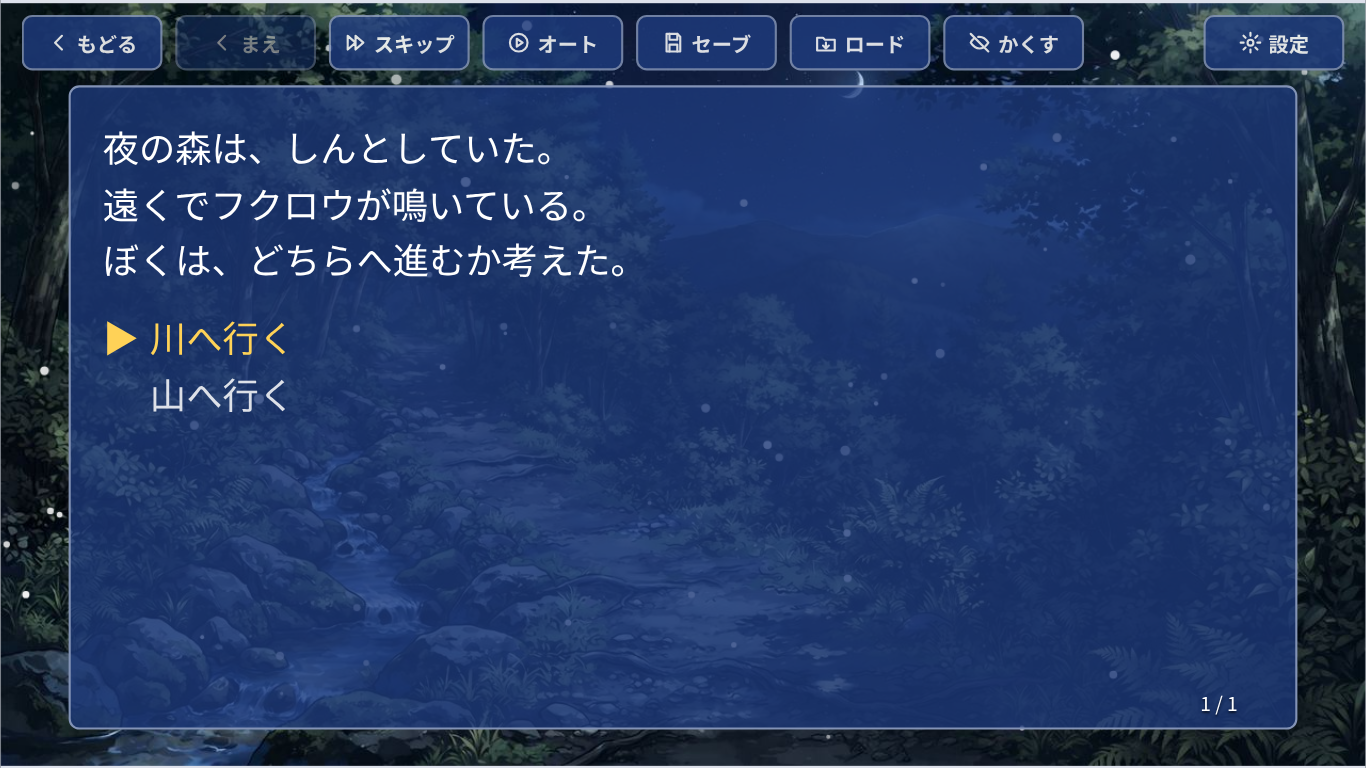 もどる
まえ
スキップ
オート
セーブ
ロード
かくす
設定
夜の森は、しんとしていた。
遠くでフクロウが鳴いている。
ぼくは、どちらへ進むか考えた。
▶ 川へ行く
山へ行く
1 / 1